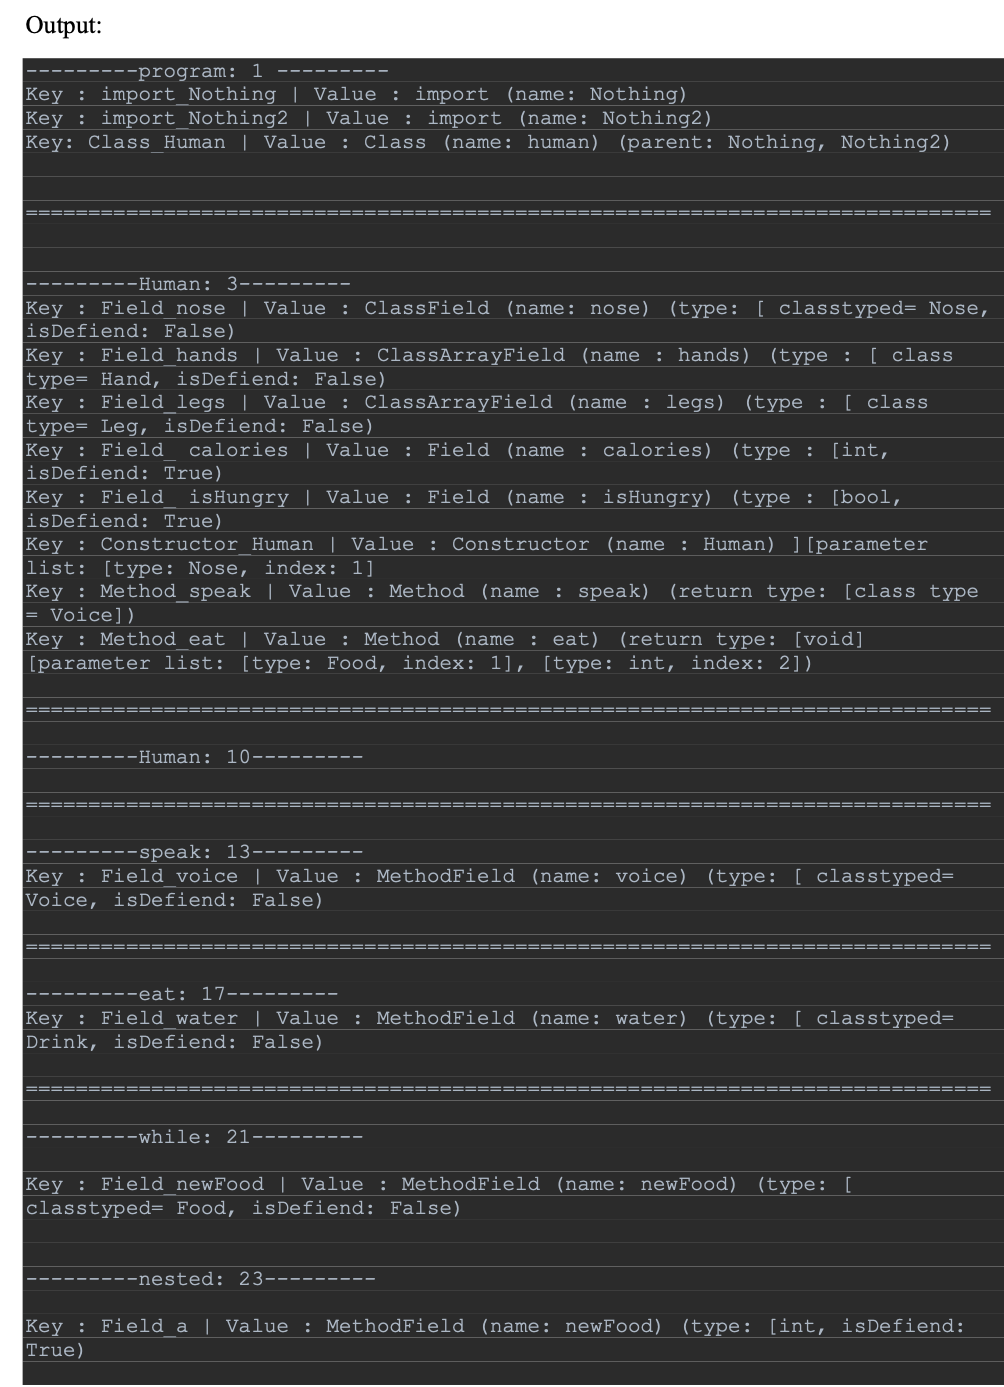 Output:
---------program: 1 ---------
Key : import_Nothing | Value : import (name: Nothing)
Key : import_Nothing2 | Value : import (name: Nothing2)
Key: Class_Human | Value : Class (name: human) (parent: Nothing, Nothing2)
=============================================================================
---------Human: 3---------
Key : Field_nose | Value : ClassField (name: nose) (type: [ classtyped= Nose,
isDefiend: False)
Key : Field_hands | Value : ClassArrayField (name : hands) (type : [ class
type= Hand, isDefiend: False)
Key : Field_legs | Value : ClassArrayField (name : legs) (type : [ class
type= Leg, isDefiend: False)
Key : Field_ calories | Value : Field (name : calories) (type : [int,
isDefiend: True)
Key : Field_ isHungry | Value : Field (name : isHungry) (type : [bool,
isDefiend: True)
Key : Constructor_Human | Value : Constructor (name : Human) ][parameter
list: [type: Nose, index: 1]
Key : Method_speak | Value : Method (name : speak) (return type: [class type
= Voice])
Key : Method_eat | Value : Method (name : eat) (return type: [void]
[parameter list: [type: Food, index: 1], [type: int, index: 2])
=============================================================================
---------Human: 10---------
=============================================================================
---------speak: 13---------
Key : Field_voice | Value : MethodField (name: voice) (type: [ classtyped=
Voice, isDefiend: False)
=============================================================================
---------eat: 17---------
Key : Field_water | Value : MethodField (name: water) (type: [ classtyped=
Drink, isDefiend: False)
=============================================================================
---------while: 21---------
Key : Field_newFood | Value : MethodField (name: newFood) (type: [
classtyped= Food, isDefiend: False)
---------nested: 23---------
Key : Field_a | Value : MethodField (name: newFood) (type: [int, isDefiend:
True)